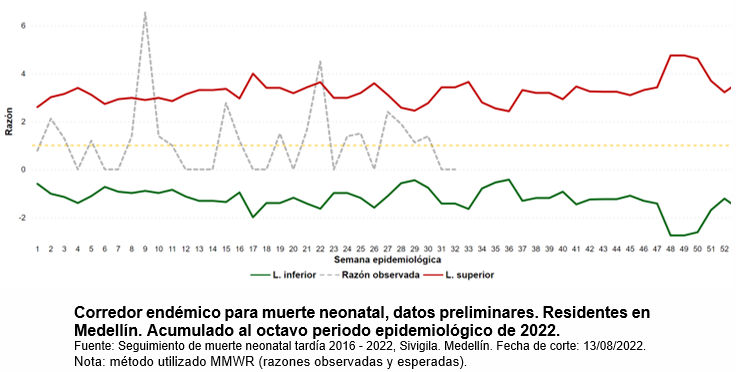 6
4
2
0
-2
Razón
1 2 3 4 5 6 7 8 9 10 11 12 13 14 15 16 17 18 19 20 21 22 23 24 25 26 27 28 29 30 31 32 33 34 35 36 37 38 39 40 41 42 43 44 45 46 47 48 49 50 51 52
Semana epidemiológica
L. inferior Razón observada L. superior
Corredor endémico para muerte neonatal, datos preliminares. Residentes en
Medellín. Acumulado al octavo periodo epidemiológico de 2022.
Fuente: Seguimiento de muerte neonatal tardía 2016 - 2022, Sivigila. Medellín. Fecha de corte: 13/08/2022.
Nota: método utilizado MMWR (razones observadas y esperadas).